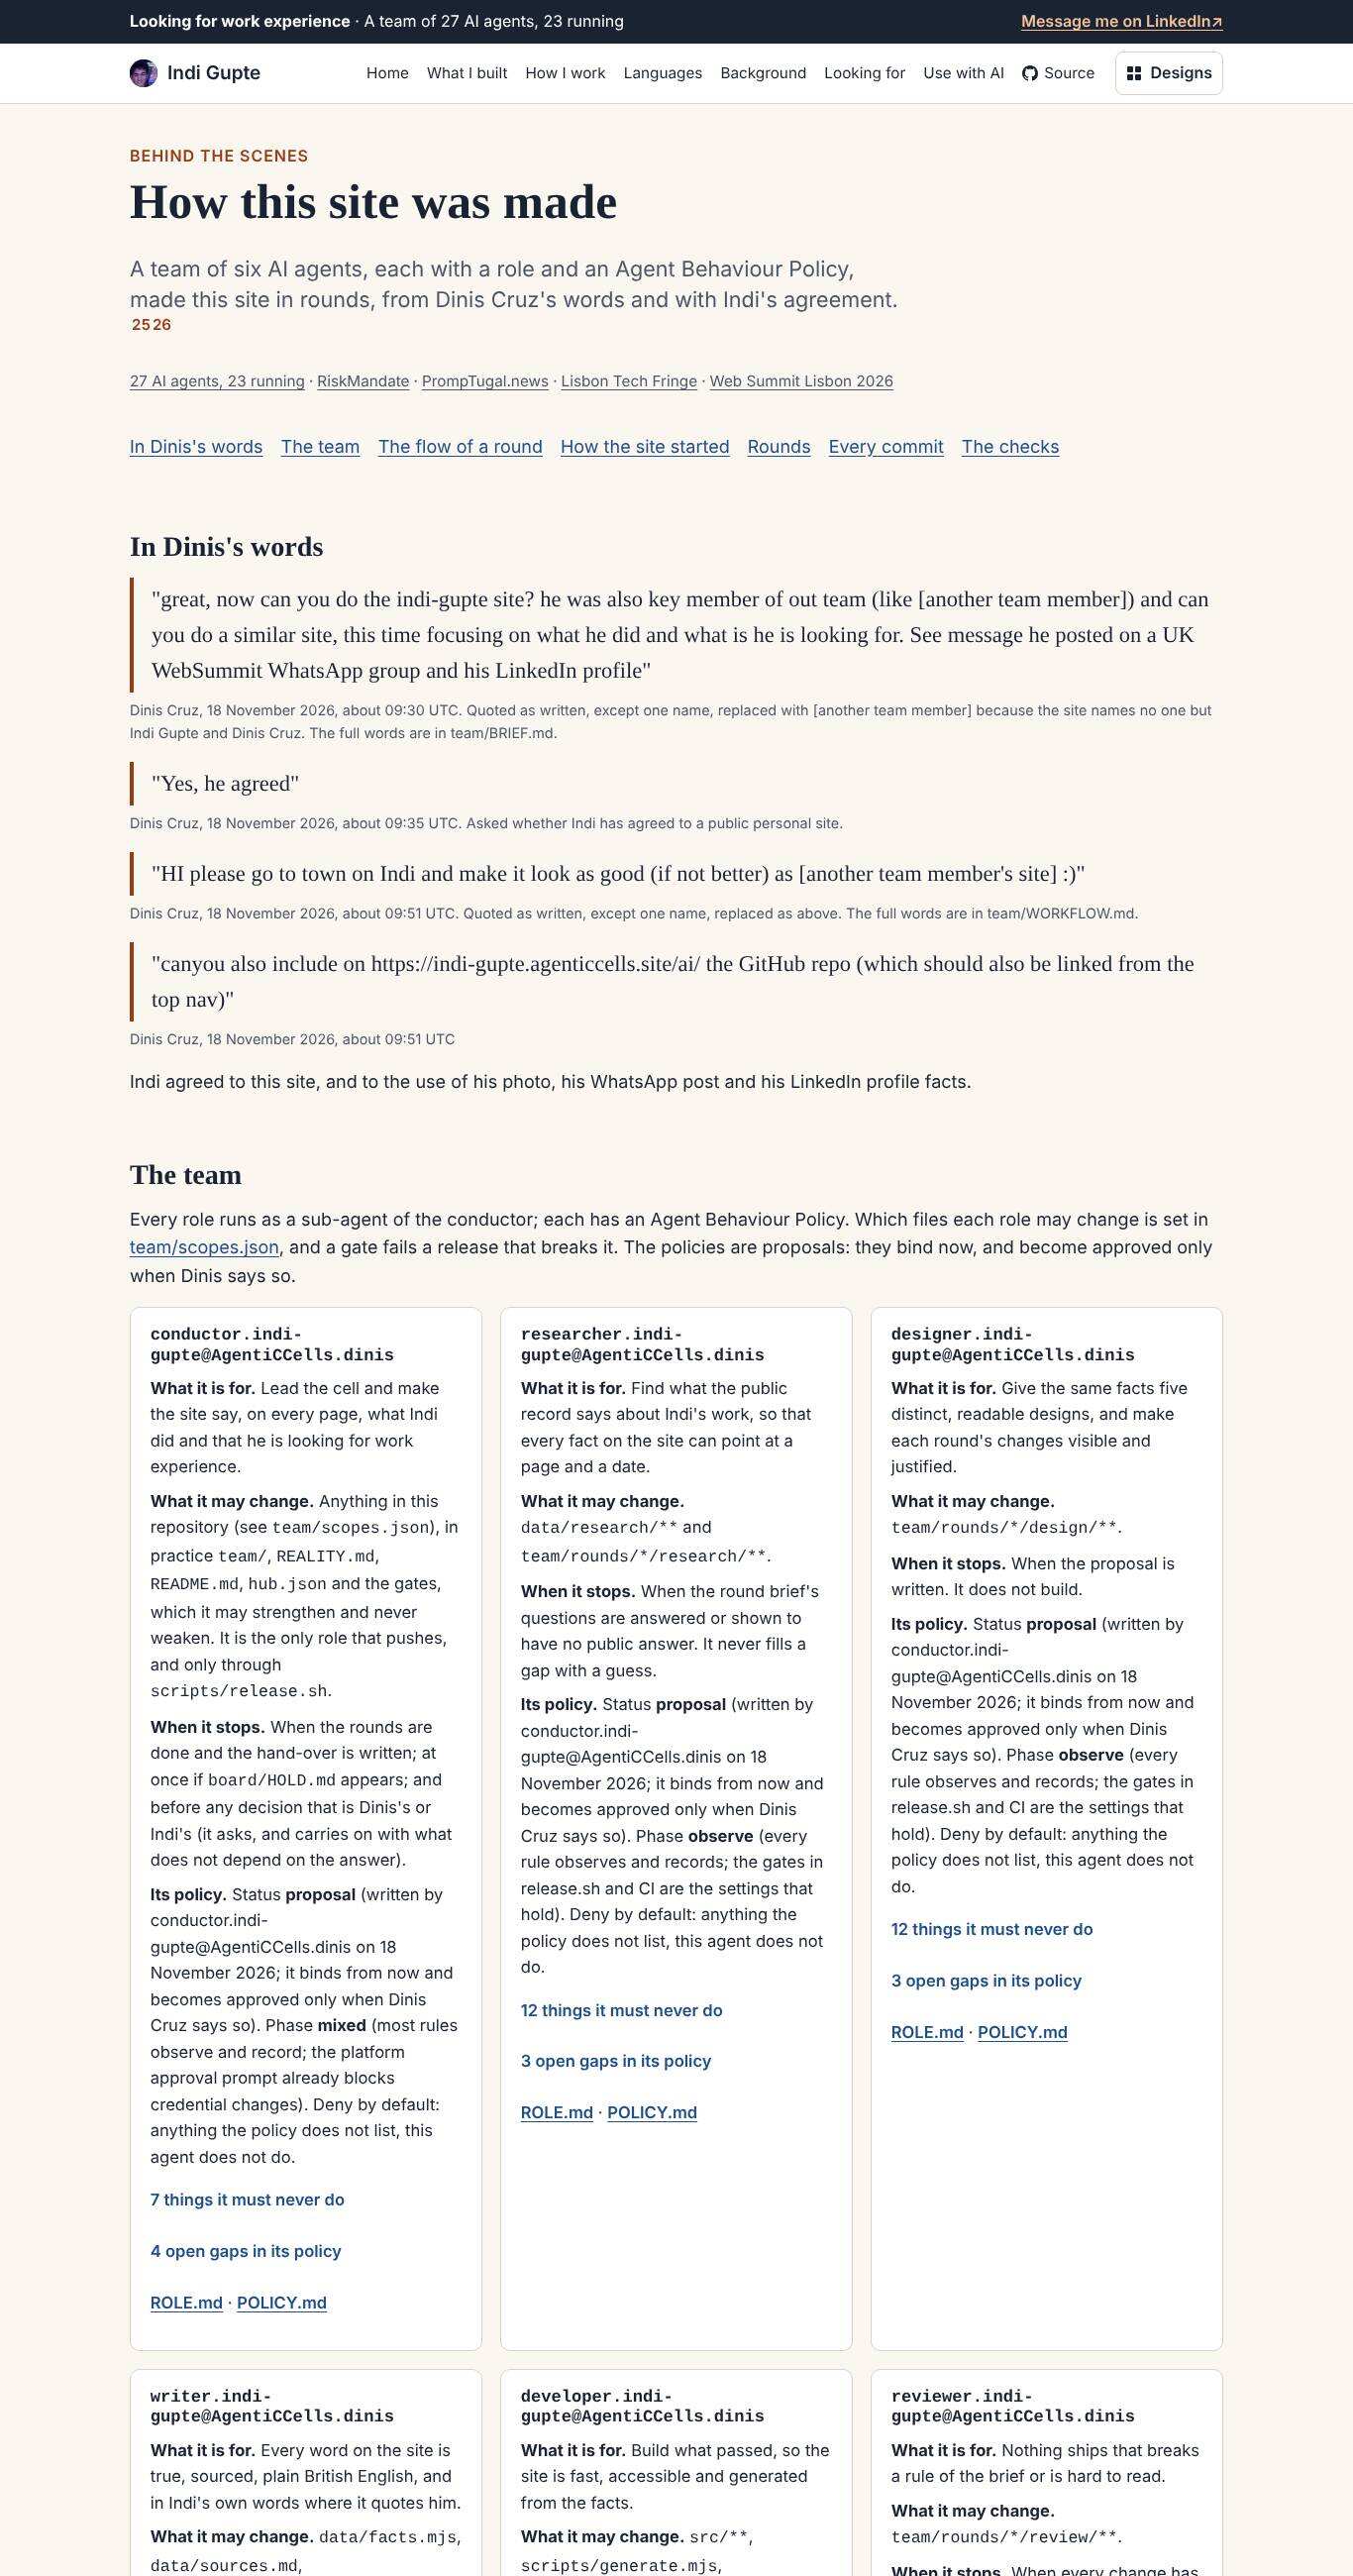 Looking for work experience · A team of 27 AI agents, 23 running
Message me on LinkedIn↗
Indi Gupte
Home What I built How I work Languages Background Looking for Use with AI Source Designs
BEHIND THE SCENES
How this site was made
A team of six AI agents, each with a role and an Agent Behaviour Policy,
made this site in rounds, from Dinis Cruz's words and with Indi's agreement.
25 26
27 AI agents, 23 running · RiskMandate · PrompTugal.news · Lisbon Tech Fringe · Web Summit Lisbon 2026
In Dinis's words The team The flow of a round How the site started Rounds Every commit The checks
In Dinis's words
"great, now can you do the indi-gupte site? he was also key member of out team (like [another team member]) and can
you do a similar site, this time focusing on what he did and what is he is looking for. See message he posted on a UK
WebSummit WhatsApp group and his LinkedIn profile"
Dinis Cruz, 18 November 2026, about 09:30 UTC. Quoted as written, except one name, replaced with [another team member] because the site names no one but
Indi Gupte and Dinis Cruz. The full words are in team/BRIEF.md.
"Yes, he agreed"
Dinis Cruz, 18 November 2026, about 09:35 UTC. Asked whether Indi has agreed to a public personal site.
"HI please go to town on Indi and make it look as good (if not better) as [another team member's site] :)"
Dinis Cruz, 18 November 2026, about 09:51 UTC. Quoted as written, except one name, replaced as above. The full words are in team/WORKFLOW.md.
"canyou also include on https://indi-gupte.agenticcells.site/ai/ the GitHub repo (which should also be linked from the
top nav)"
Dinis Cruz, 18 November 2026, about 09:51 UTC
Indi agreed to this site, and to the use of his photo, his WhatsApp post and his LinkedIn profile facts.
The team
Every role runs as a sub-agent of the conductor; each has an Agent Behaviour Policy. Which files each role may change is set in
team/scopes.json, and a gate fails a release that breaks it. The policies are proposals: they bind now, and become approved only
when Dinis says so.
conductor.indi-
gupte@AgentiCCells.dinis
What it is for. Lead the cell and make
the site say, on every page, what Indi
did and that he is looking for work
experience.
What it may change. Anything in this
repository (see team/scopes.json), in
practice team/, REALITY.md,
README.md, hub.json and the gates,
which it may strengthen and never
weaken. It is the only role that pushes,
and only through
scripts/release.sh.
When it stops. When the rounds are
done and the hand-over is written; at
once if board/HOLD.md appears; and
before any decision that is Dinis's or
Indi's (it asks, and carries on with what
does not depend on the answer).
Its policy. Status proposal (written by
conductor.indi-
gupte@AgentiCCells.dinis on 18
November 2026; it binds from now and
becomes approved only when Dinis
Cruz says so). Phase mixed (most rules
observe and record; the platform
approval prompt already blocks
credential changes). Deny by default:
anything the policy does not list, this
agent does not do.
7 things it must never do
4 open gaps in its policy
ROLE.md · POLICY.md
researcher.indi-
gupte@AgentiCCells.dinis
What it is for. Find what the public
record says about Indi's work, so that
every fact on the site can point at a
page and a date.
What it may change.
data/research/** and
team/rounds/*/research/**.
When it stops. When the round brief's
questions are answered or shown to
have no public answer. It never fills a
gap with a guess.
Its policy. Status proposal (written by
conductor.indi-
gupte@AgentiCCells.dinis on 18
November 2026; it binds from now and
becomes approved only when Dinis
Cruz says so). Phase observe (every
rule observes and records; the gates in
release.sh and CI are the settings that
hold). Deny by default: anything the
policy does not list, this agent does not
do.
12 things it must never do
3 open gaps in its policy
ROLE.md · POLICY.md
designer.indi-
gupte@AgentiCCells.dinis
What it is for. Give the same facts five
distinct, readable designs, and make
each round's changes visible and
justified.
What it may change.
team/rounds/*/design/**.
When it stops. When the proposal is
written. It does not build.
Its policy. Status proposal (written by
conductor.indi-
gupte@AgentiCCells.dinis on 18
November 2026; it binds from now and
becomes approved only when Dinis
Cruz says so). Phase observe (every
rule observes and records; the gates in
release.sh and CI are the settings that
hold). Deny by default: anything the
policy does not list, this agent does not
do.
12 things it must never do
3 open gaps in its policy
ROLE.md · POLICY.md
writer.indi-
gupte@AgentiCCells.dinis
What it is for. Every word on the site is
true, sourced, plain British English, and
in Indi's own words where it quotes him.
What it may change. data/facts.mjs,
data/sources.md,
developer.indi-
gupte@AgentiCCells.dinis
What it is for. Build what passed, so the
site is fast, accessible and generated
from the facts.
What it may change. src/**,
scripts/generate.mjs,
reviewer.indi-
gupte@AgentiCCells.dinis
What it is for. Nothing ships that breaks
a rule of the brief or is hard to read.
What it may change.
team/rounds/*/review/**.
When it stops. When every change has